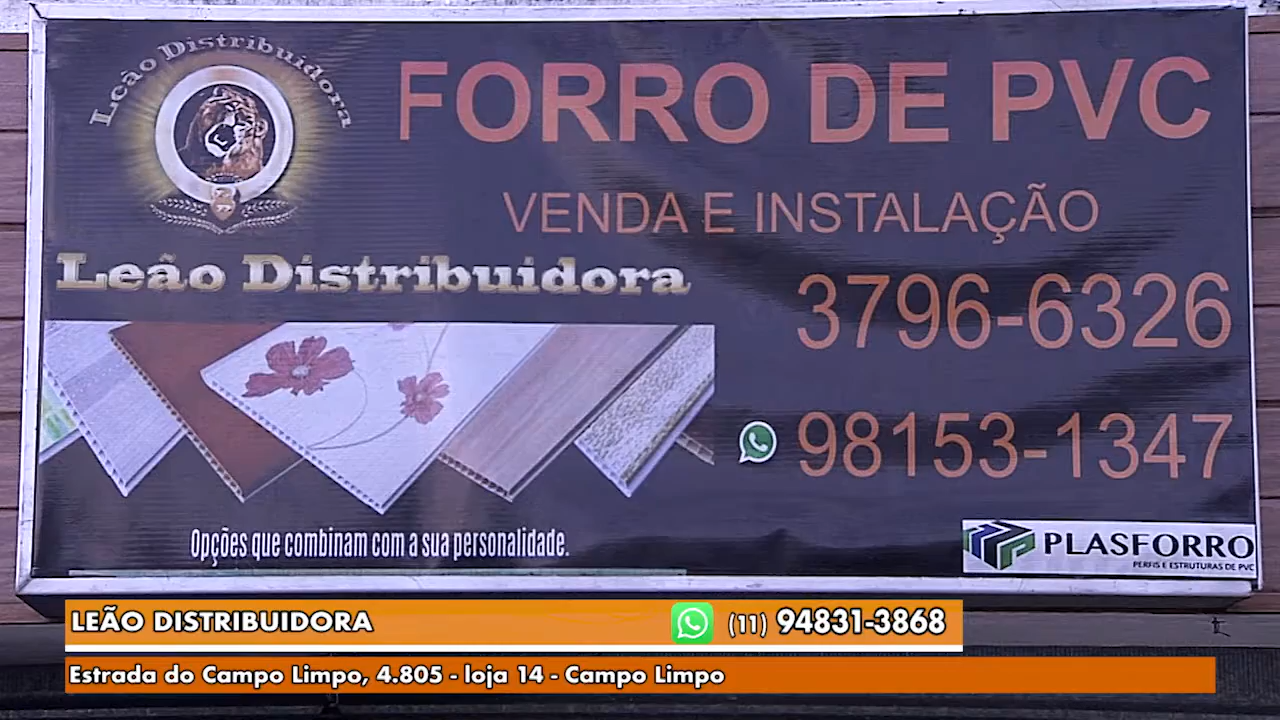 Leão Distribuidora
FORRO DE PVC
VENDA E INSTALAÇÃO
Leão Distribuidora
3796-6326
98153-1347
Opções que combinam com a sua personalidade.
PLASFORRO
PERFIS E ESTRUTURAS DE PVC
LEÃO DISTRIBUIDORA
(11) 94831-3868
Estrada do Campo Limpo, 4.805 - loja 14 - Campo Limpo